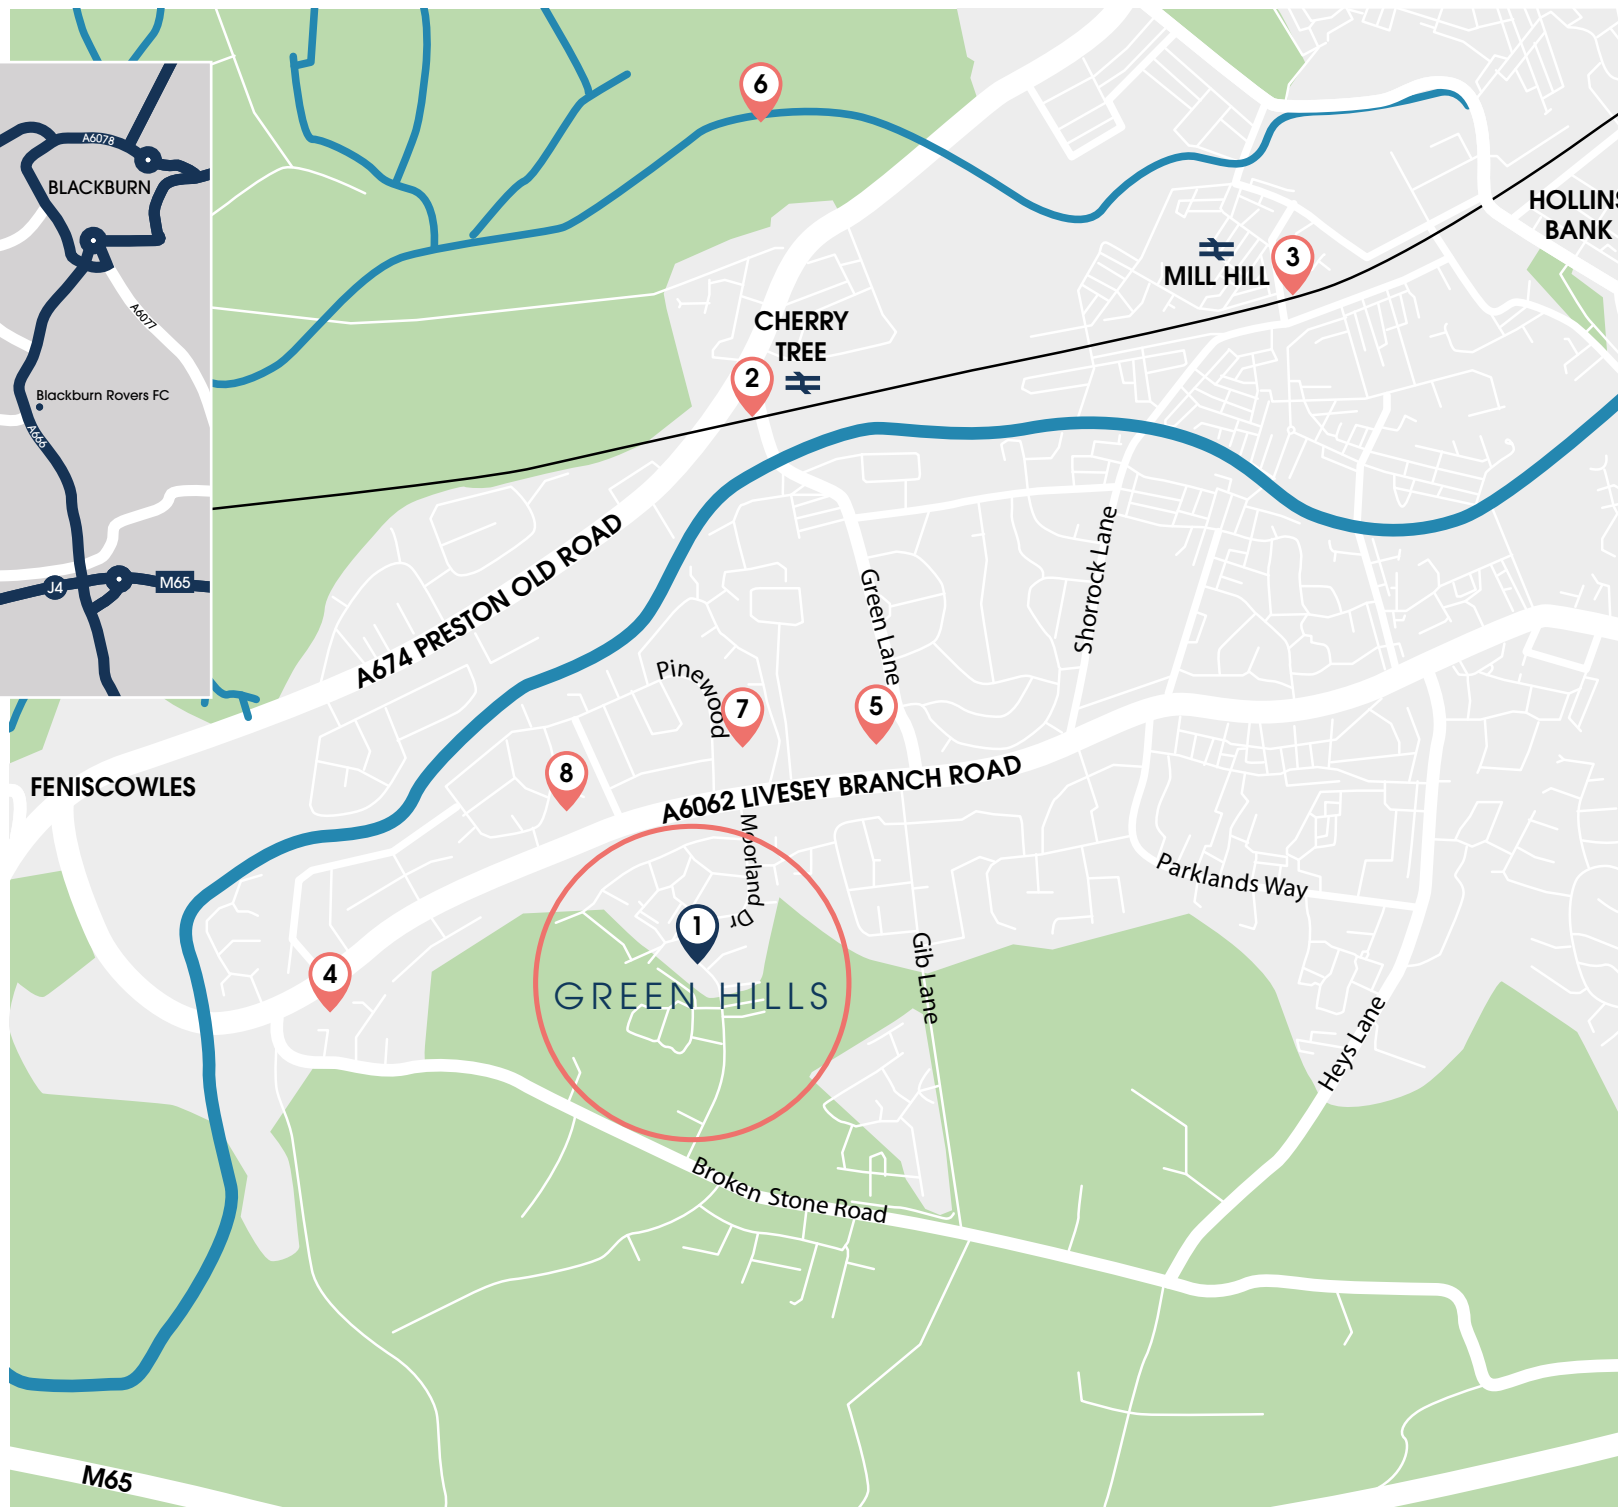 6
A6078
BLACKBURN
HOLLINS
BANK
3
MILL HILL
A6077
CHERRY
TREE
2
Blackburn Rovers FC
A666
A674 PRESTON OLD ROAD
Shorrock Lane
Green Lane
J4
M65
Pinewood
7
5
8
FENISCOWLES
A6062 LIVESEY BRANCH ROAD
Moorland Dr
Parklands Way
1
4
GREEN HILLS
Gib Lane
Heys Lane
Broken Stone Road
M65